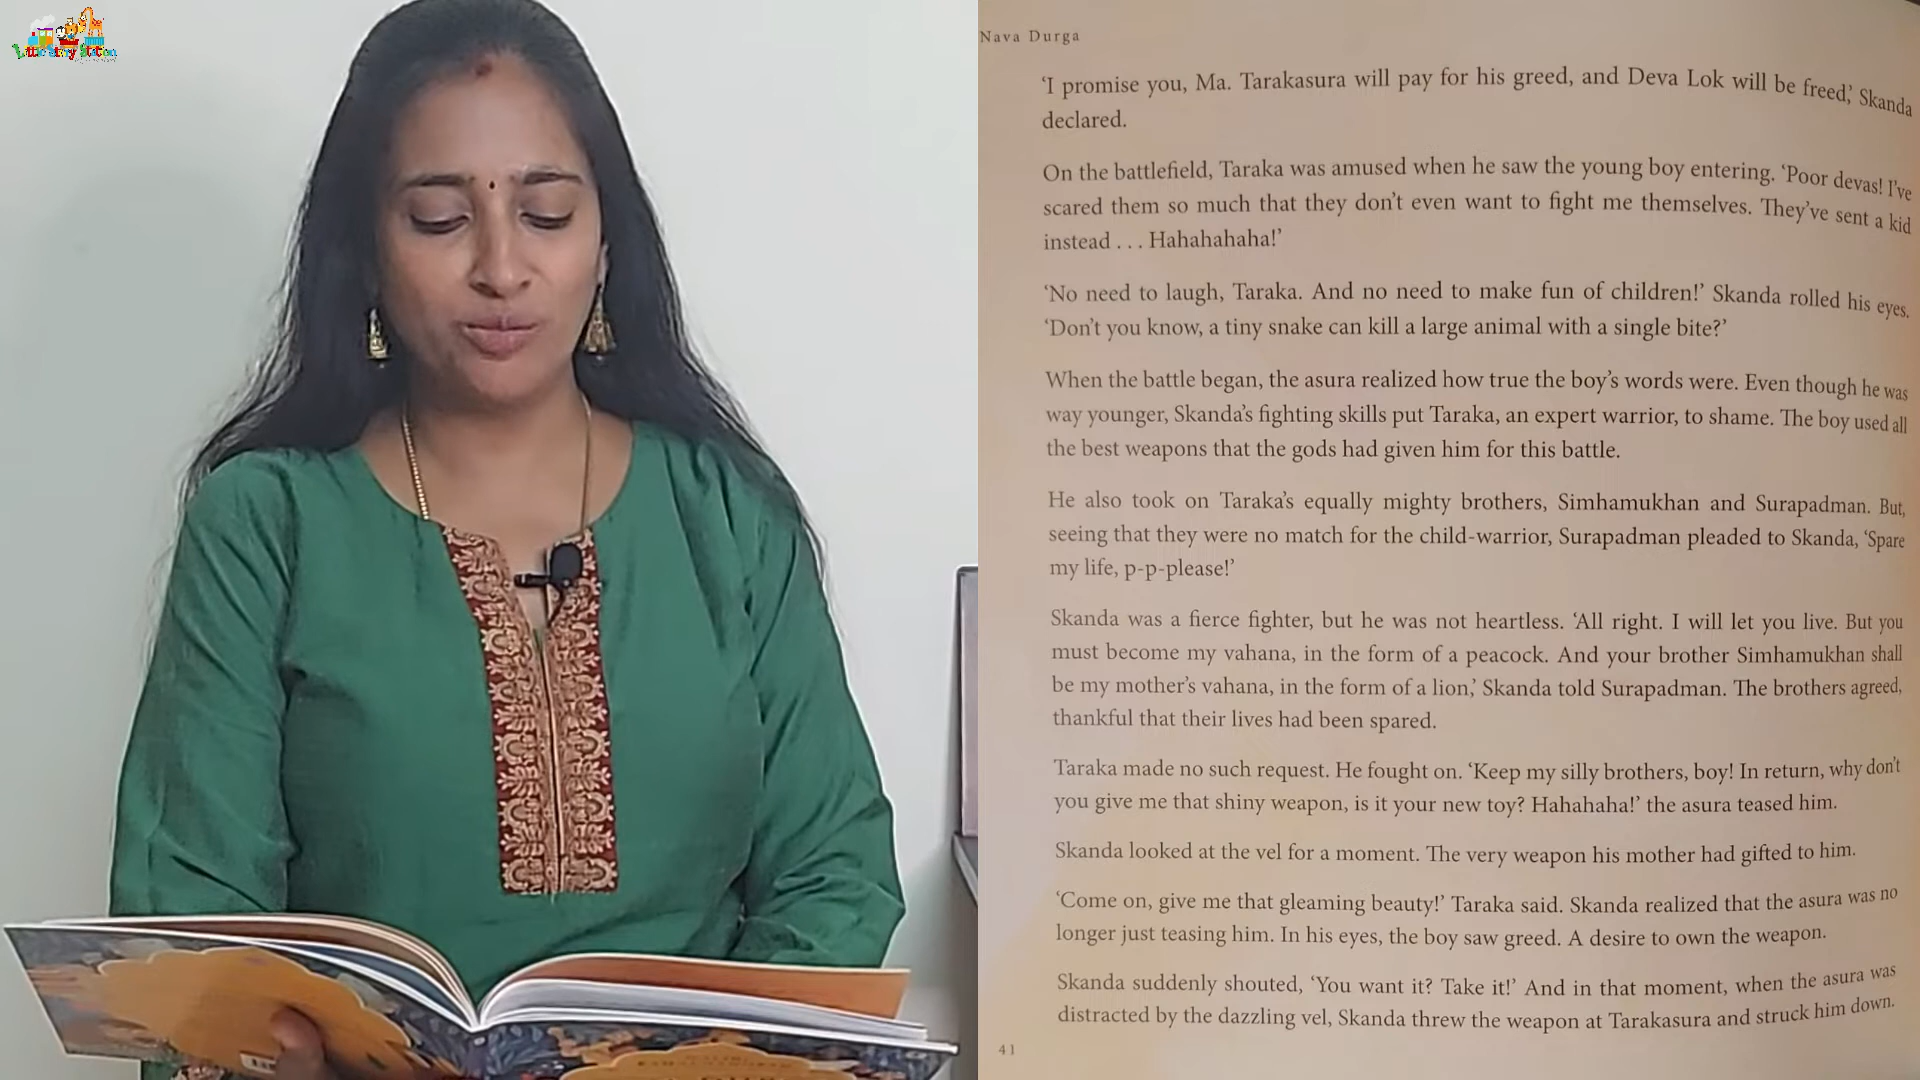 Little Story Station
Nava Durga
‘I promise you, Ma. Tarakasura will pay for his greed, and Deva Lok will be freed,’ Skanda
declared.
On the battlefield, Taraka was amused when he saw the young boy entering. ‘Poor devas! I’ve
scared them so much that they don’t even want to fight me themselves. They’ve sent a kid
instead . . . Hahahahaha!’
‘No need to laugh, Taraka. And no need to make fun of children!’ Skanda rolled his eyes.
‘Don’t you know, a tiny snake can kill a large animal with a single bite?’
When the battle began, the asura realized how true the boy’s words were. Even though he was
way younger, Skanda’s fighting skills put Taraka, an expert warrior, to shame. The boy used all
the best weapons that the gods had given him for this battle.
He also took on Taraka’s equally mighty brothers, Simhamukhan and Surapadman. But,
seeing that they were no match for the child-warrior, Surapadman pleaded to Skanda, ‘Spare
my life, p-p-please!’
Skanda was a fierce fighter, but he was not heartless. ‘All right. I will let you live. But you
must become my vahana, in the form of a peacock. And your brother Simhamukhan shall
be my mother’s vahana, in the form of a lion,’ Skanda told Surapadman. The brothers agreed,
thankful that their lives had been spared.
Taraka made no such request. He fought on. ‘Keep my silly brothers, boy! In return, why don’t
you give me that shiny weapon, is it your new toy? Hahahaha!’ the asura teased him.
Skanda looked at the vel for a moment. The very weapon his mother had gifted to him.
‘Come on, give me that gleaming beauty!’ Taraka said. Skanda realized that the asura was no
longer just teasing him. In his eyes, the boy saw greed. A desire to own the weapon.
Skanda suddenly shouted, ‘You want it? Take it!’ And in that moment, when the asura was
distracted by the dazzling vel, Skanda threw the weapon at Tarakasura and struck him down.
41